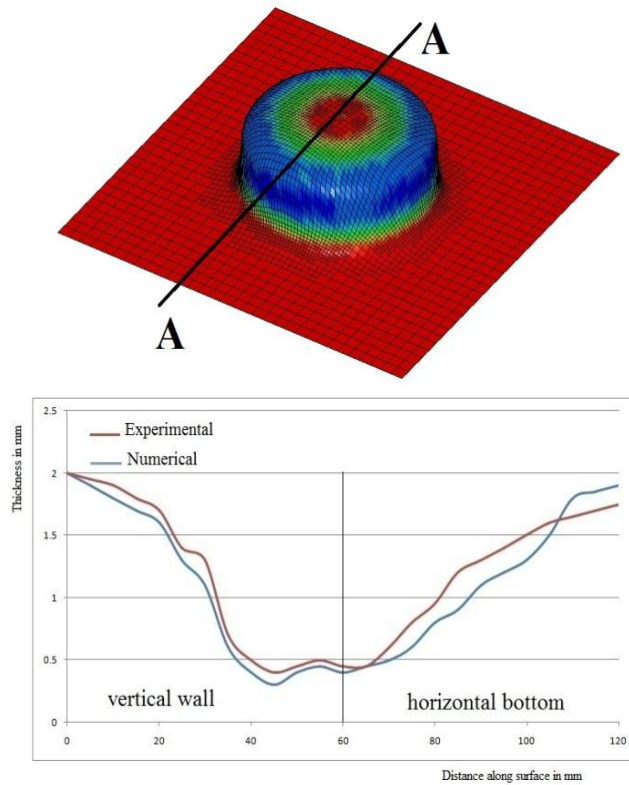 A
A
Thickness in mm
2.5
2
1.5
1
0.5
0
Experimental
Numerical
vertical wall
horizontal bottom
0 20 40 60 80 100 120
Distance along surface in mm